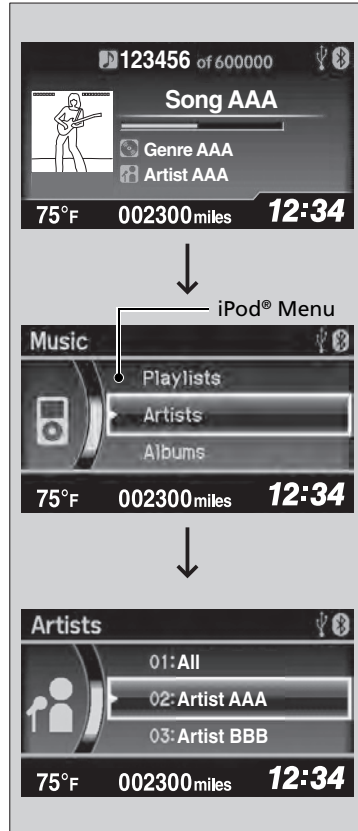 123456 of 600000
Song AAA
Genre AAA
Artist AAA
75°F 002300 miles 12:34
iPod® Menu
Music
Playlists
Artists
Albums
75°F 002300 miles 12:34
Artists
01:All
02:Artist AAA
03:Artist BBB
75°F 002300 miles 12:34